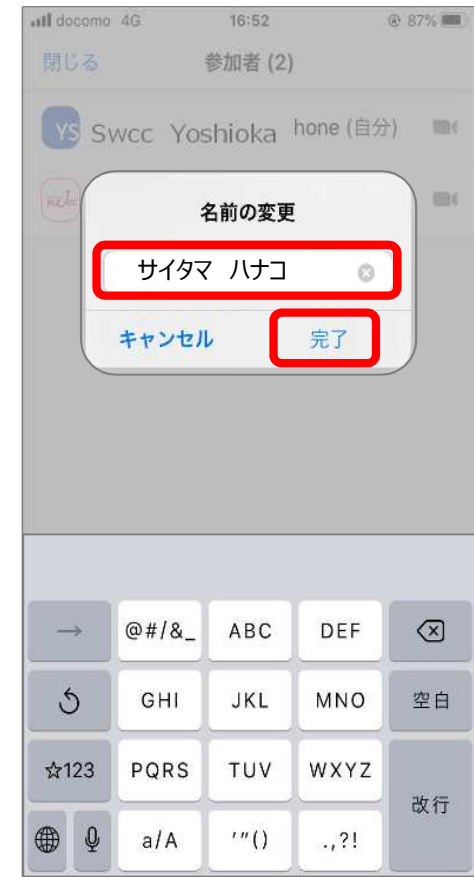 docomo 4G 16:52 87%
閉じる 参加者 (2)
YS Swcc Yoshioka hone (自分)
名前の変更
サイタマ ハナコ
キャンセル 完了
→ @#/&_ ABC DEF
GHI JKL MNO 空白
☆123 PQRS TUV WXYZ
改行
a/A '"() .,?!